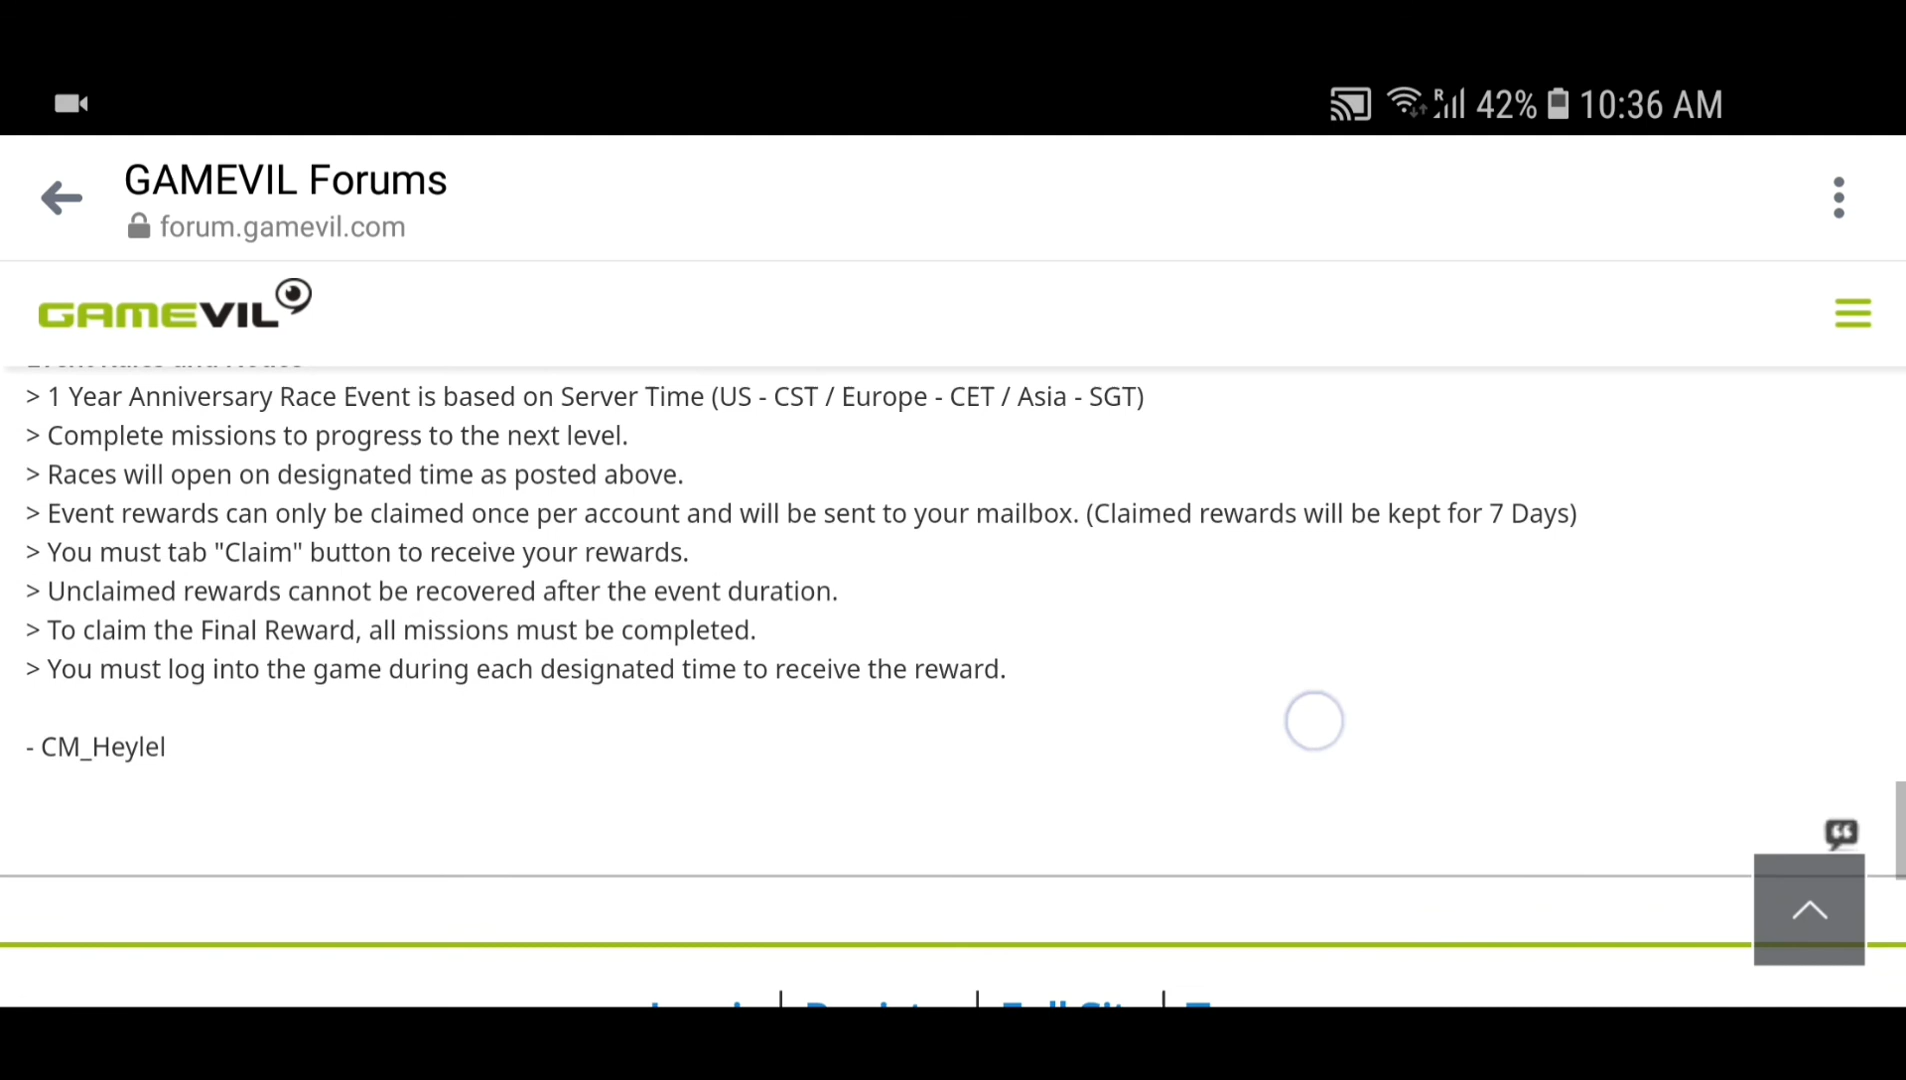 R 42% 10:36 AM
GAMEVIL Forums
forum.gamevil.com
GAMEVIL
> 1 Year Anniversary Race Event is based on Server Time (US - CST / Europe - CET / Asia - SGT)
> Complete missions to progress to the next level.
> Races will open on designated time as posted above.
> Event rewards can only be claimed once per account and will be sent to your mailbox. (Claimed rewards will be kept for 7 Days)
> You must tab "Claim" button to receive your rewards.
> Unclaimed rewards cannot be recovered after the event duration.
> To claim the Final Reward, all missions must be completed.
> You must log into the game during each designated time to receive the reward.
- CM_Heylel